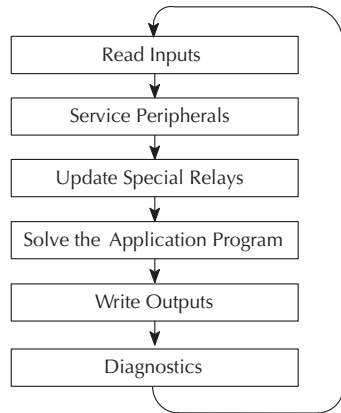 Read Inputs
Service Peripherals
Update Special Relays
Solve the Application Program
Write Outputs
Diagnostics